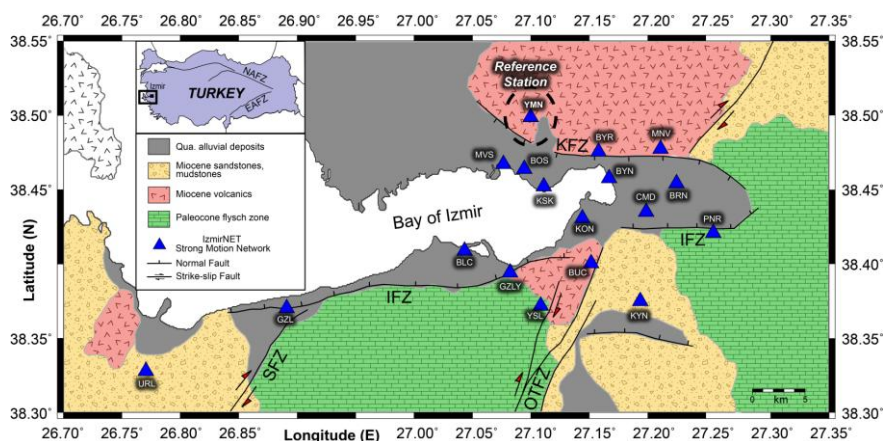 26.70 26.75 26.80 26.85 26.90 26.95 27.00 27.05 27.10 27.15 27.20 27.25 27.30 27.35
38.55 38.55
38.50 38.50
38.45 38.45
38.40 38.40
38.35 38.35
38.30 38.30
Latitude (N)
Latitude (N)
Izmir
NAFZ
TURKEY
EAFZ
Qua. alluvial deposits
Miocene sandstones,
mudstones
Miocene volcanics
Paleocone flysch zone
IzmirNET
Strong Motion Network
Normal Fault
Strike-slip Fault
Reference
Station
YMN
KFZ
BYR
MNV
MVS
BOS
KSK
BYN
BRN
CMD
PNR
IFZ
Bay of Izmir
KON
BLC
GZLY
BUC
YSL
KYN
IFZ
GZL
SFZ
URL
OTFZ
0 km 5
26.70 26.75 26.80 26.85 26.90 26.95 27.00 27.05 27.10 27.15 27.20 27.25 27.30 27.35
Longitude (E)